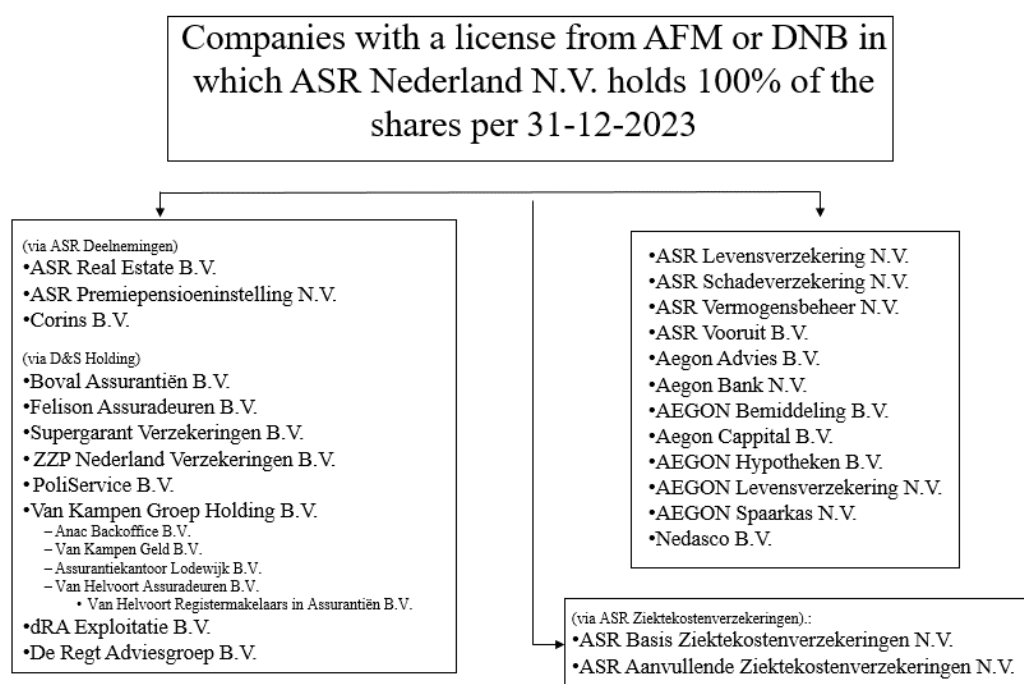 Companies with a license from AFM or DNB in
which ASR Nederland N.V. holds 100% of the
shares per 31-12-2023
(via ASR Deelnemingen)
•ASR Real Estate B.V.
•ASR Premiepensioeninstelling N.V.
•Corins B.V.
(via D&S Holding)
•Boval Assurantiën B.V.
•Felison Assuradeuren B.V.
•Supergarant Verzekeringen B.V.
•ZZP Nederland Verzekeringen B.V.
•PoliService B.V.
•Van Kampen Groep Holding B.V.
–Anac Backoffice B.V.
–Van Kampen Geld B.V.
–Assurantiekantoor Lodewijk B.V.
–Van Helvoort Assuradeuren B.V.
• Van Helvoort Registermakelaars in Assurantiën B.V.
•dRA Exploitatie B.V.
•De Regt Adviesgroep B.V.
•ASR Levensverzekering N.V.
•ASR Schadeverzekering N.V.
•ASR Vermogensbeheer N.V.
•ASR Vooruit B.V.
•Aegon Advies B.V.
•Aegon Bank N.V.
•AEGON Bemiddeling B.V.
•Aegon Cappital B.V.
•AEGON Hypotheken B.V.
•AEGON Levensverzekering N.V.
•AEGON Spaarkas N.V.
•Nedasco B.V.
(via ASR Ziektekostenverzekeringen).:
•ASR Basis Ziektekostenverzekeringen N.V.
•ASR Aanvullende Ziektekostenverzekeringen N.V.